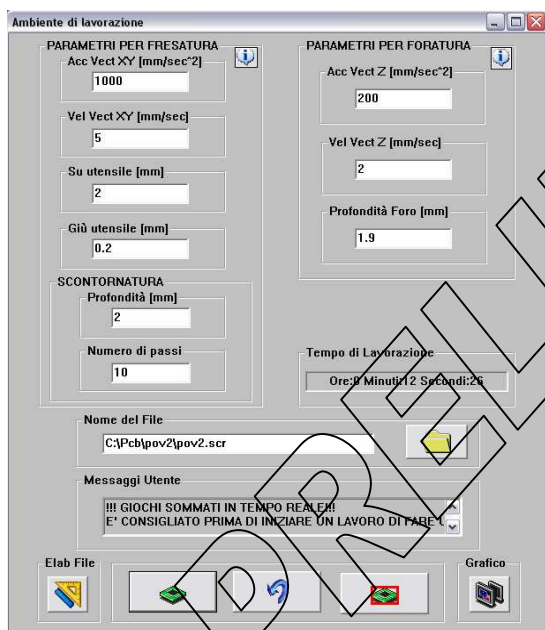 Ambiente di lavorazione
PARAMETRI PER FRESATURA
Acc Vect XY [mm/sec^2]
1000
Vel Vect XY [mm/sec]
5
Su utensile [mm]
2
Giù utensile [mm]
0.2
SCONTORNATURA
Profondità [mm]
2
Numero di passi
10
PARAMETRI PER FORATURA
Acc Vect Z [mm/sec^2]
200
Vel Vect Z [mm/sec]
2
Profondità Foro [mm]
1.9
Tempo di Lavorazione
Ore:0 Minuti:12 Secondi:26
Nome del File
C:\Pcb\pov2\pov2.scr
Messaggi Utente
!!! GIOCHI SOMMATI IN TEMPO REALE!!!
E' CONSIGLIATO PRIMA DI INIZIARE UN LAVORO DI FARE
Elab File
Grafico